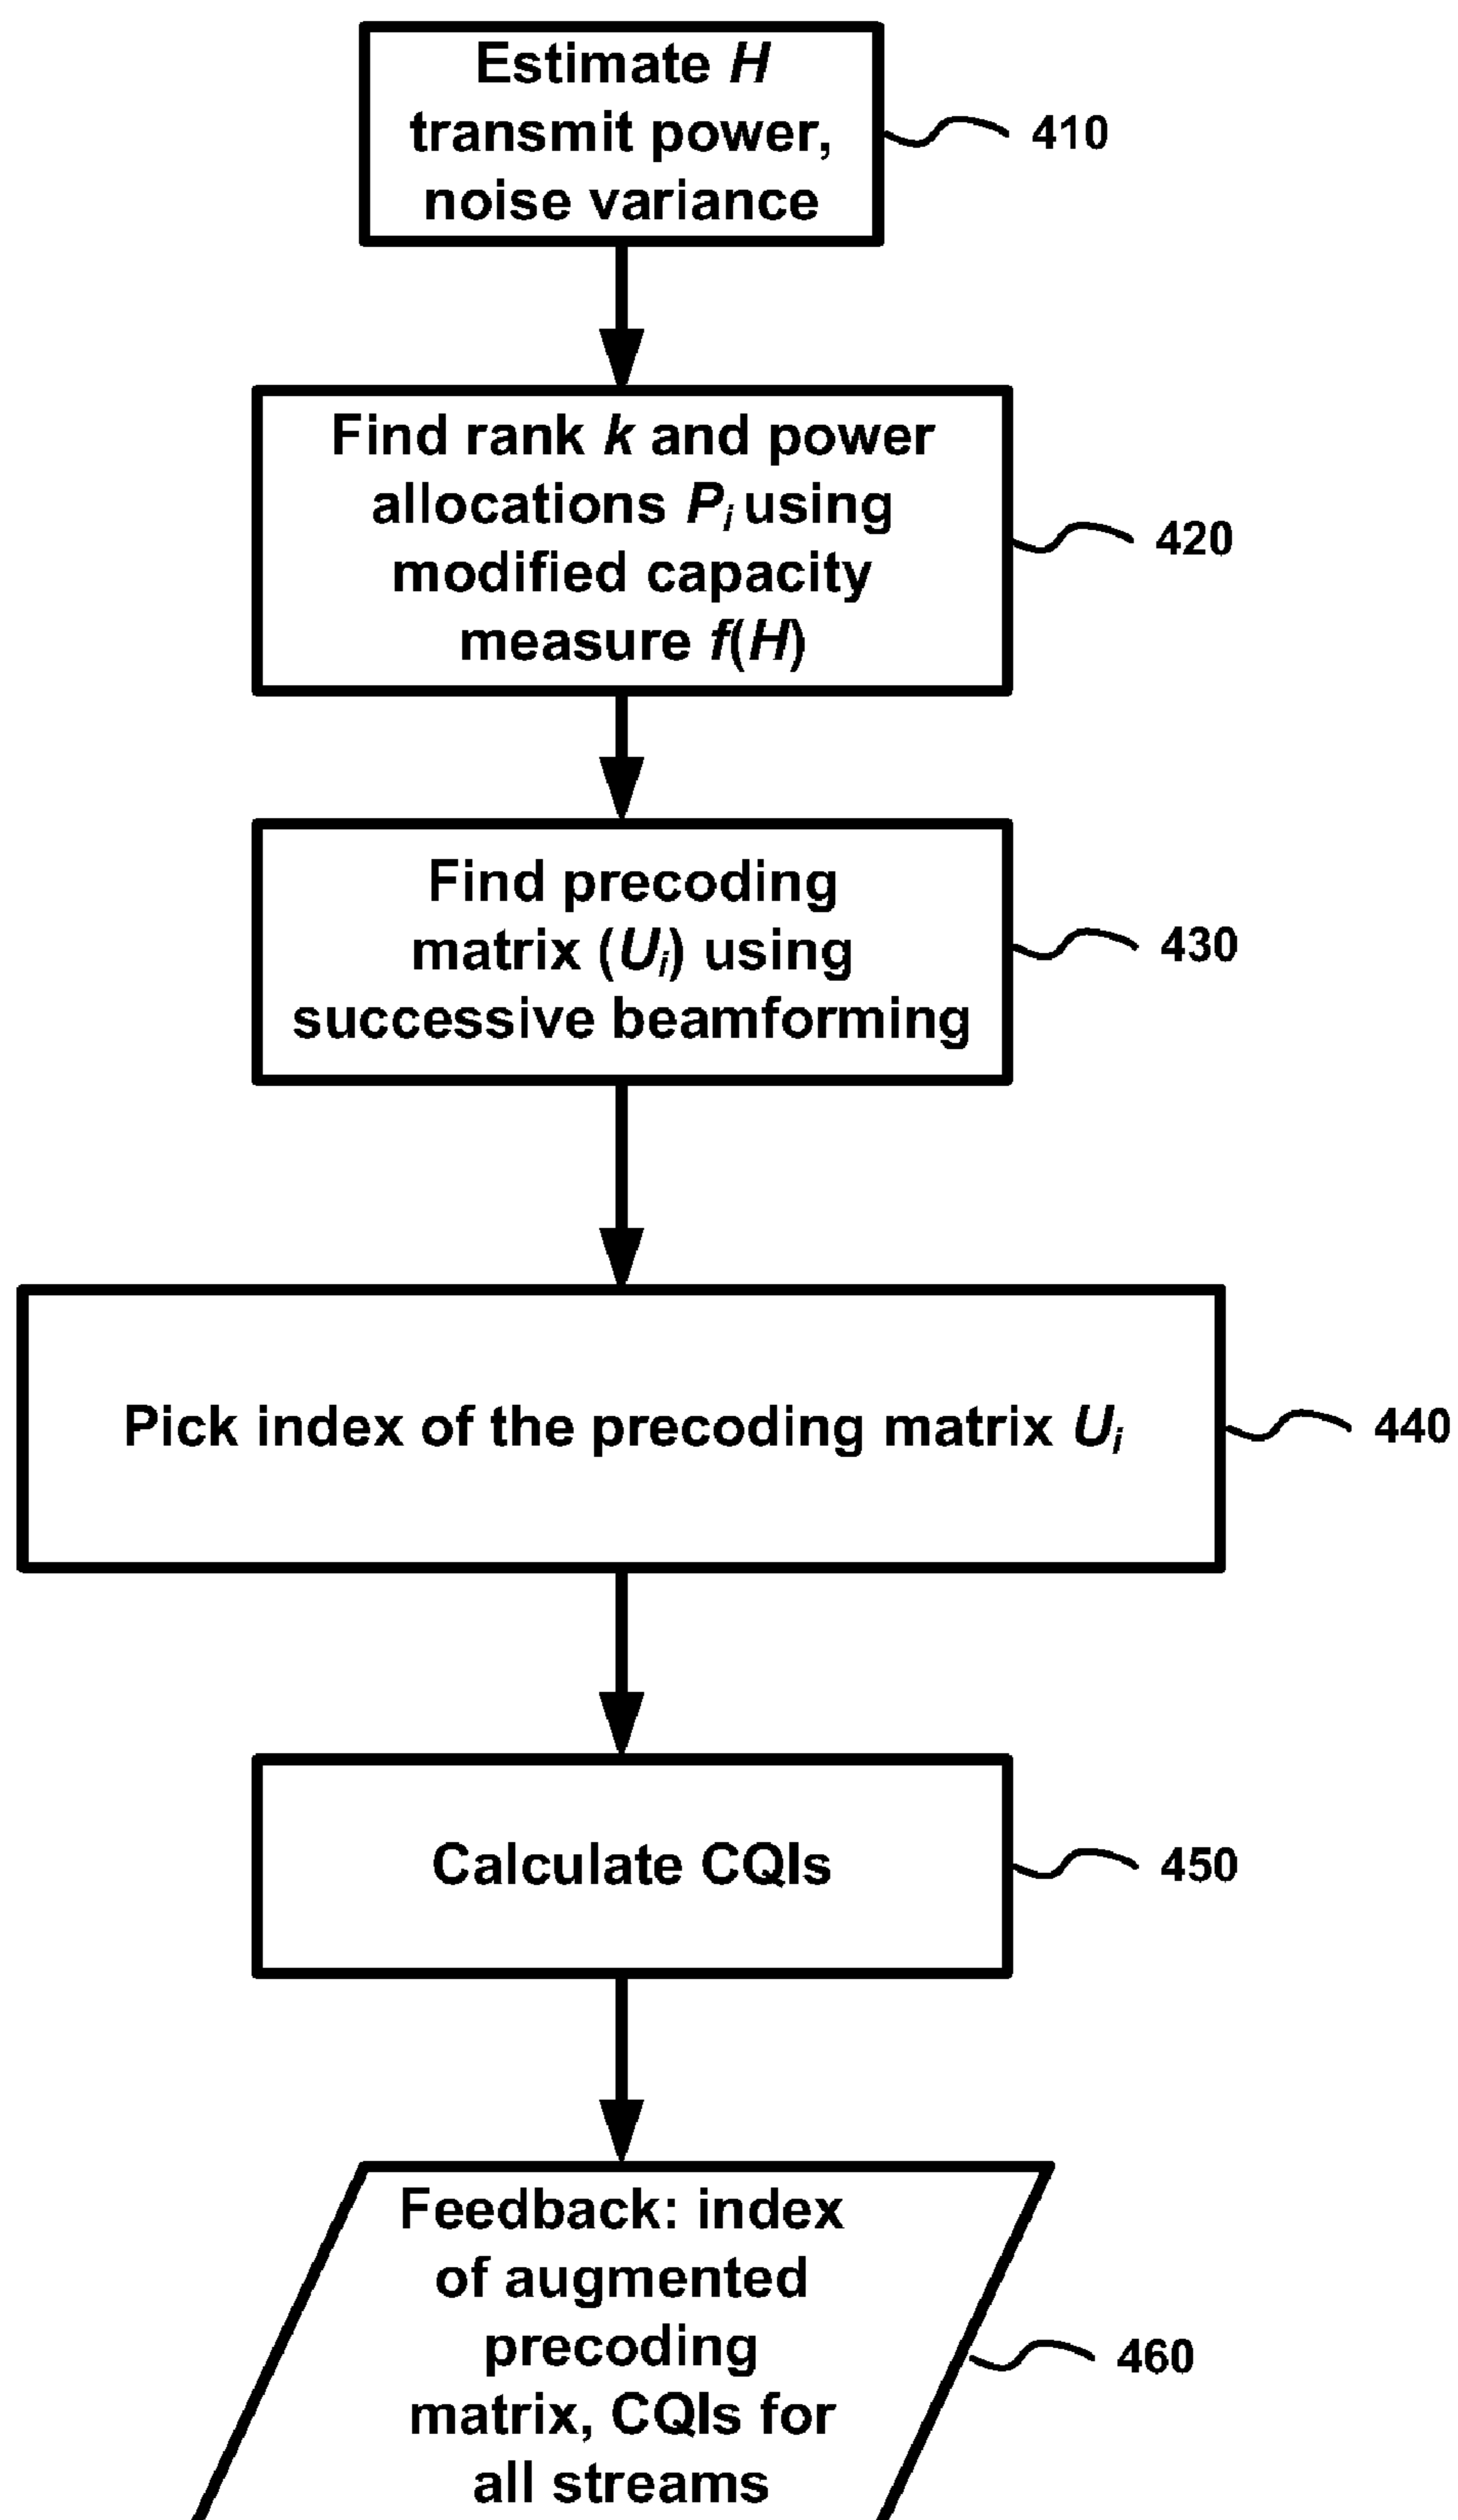 Estimate H
transmit power,
noise variance
410
Find rank k and power
allocations Pi using
modified capacity
measure f(H)
420
Find precoding
matrix (Ui) using
successive beamforming
430
Pick index of the precoding matrix Ui
440
Calculate CQIs
450
Feedback: index
of augmented
precoding
matrix, CQIs for
all streams
460